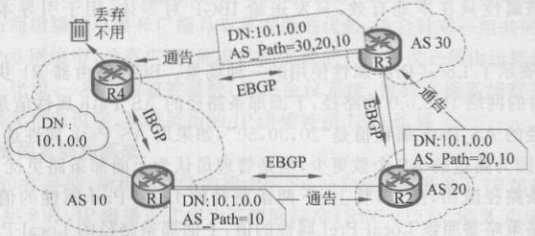 丢弃
不用
通告
DN:10.1.0.0
AS_Path=30,20,10
R3
AS 30
R4
EBGP
通告
DN:
10.1.0.0
IBGP
EBGP
DN:10.1.0.0
AS_Path=20,10
EBGP
AS 10
R1
DN:10.1.0.0
AS_Path=10
通告
R2
AS 20